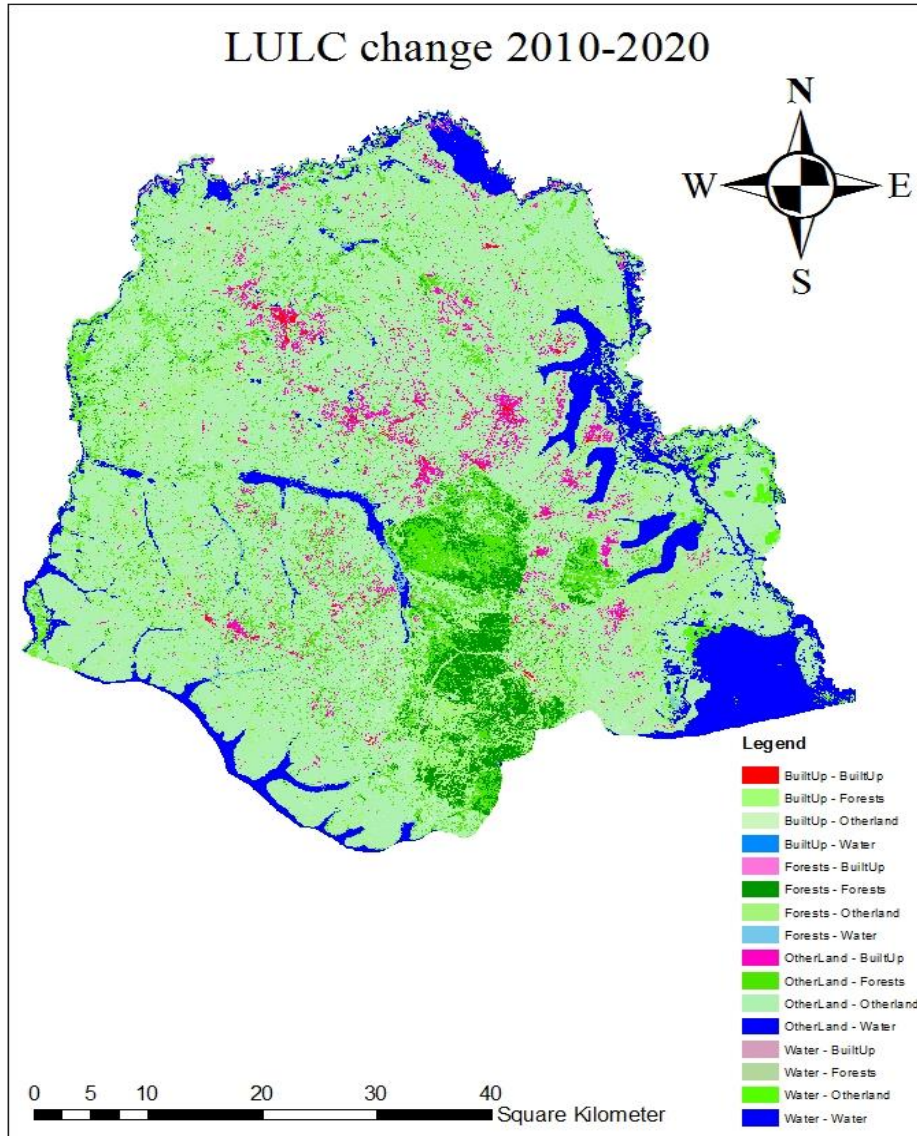 LULC change 2010-2020
N
W E
S
Legend
BuiltUp - BuiltUp
BuiltUp - Forests
BuiltUp - Otherland
BuiltUp - Water
Forests - BuiltUp
Forests - Forests
Forests - Otherland
Forests - Water
OtherLand - BuiltUp
OtherLand - Forests
OtherLand - Otherland
OtherLand - Water
Water - BuiltUp
Water - Forests
Water - Otherland
Water - Water
0 5 10 20 30 40
Square Kilometer